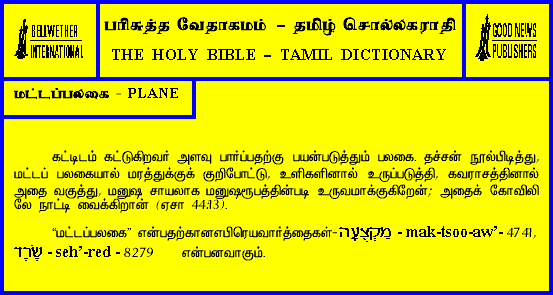 BELLWETHER
INTERNATIONAL
பரிசுத்த வேதாகமம் – தமிழ் சொல்லகராதி
THE HOLY BIBLE – TAMIL DICTIONARY
GOOD NEWS
PUBLISHERS
மட்டப்பலகை - PLANE
கட்டிடம் கட்டுகிறவர் அளவு பார்ப்பதற்கு பயன்படுத்தும் பலகை. தச்சன் நூல்பிடித்து,
மட்டப் பலகையால் மரத்துக்குக் குறிபோட்டு, உளிகளினால் உருப்படுத்தி, கவராசத்தினால்
அதை வகுத்து, மனுஷ சாயலாக மனுஷரூபத்தின்படி உருவமாக்குகிறேன்; அதைக் கோவிலி
லே நாட்டி வைக்கிறான் (ஏசா 44:13).
“மட்டப்பலகை” என்பதற்கானஎபிரெயவார்த்தைகள்-מַקְצֻעָה - mak-tsoo-aw’- 4741,
שֶׂרֶד - seh’-red - 8279 என்பனவாகும்.